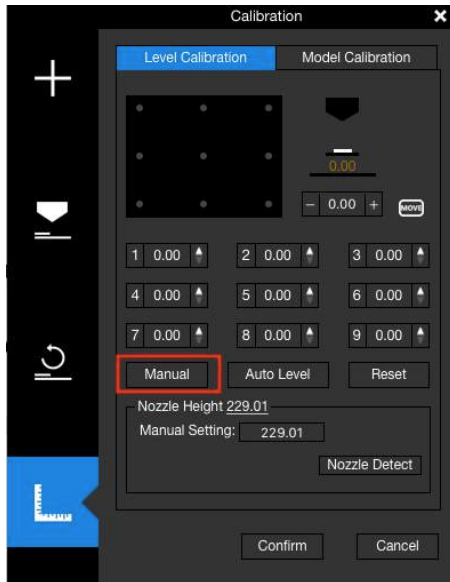 Calibration ×
Level Calibration Model Calibration
0.00
− 0.00 + MOVE
1 0.00 2 0.00 3 0.00
4 0.00 5 0.00 6 0.00
7 0.00 8 0.00 9 0.00
Manual Auto Level Reset
Nozzle Height 229.01
Manual Setting: 229.01
Nozzle Detect
Confirm Cancel